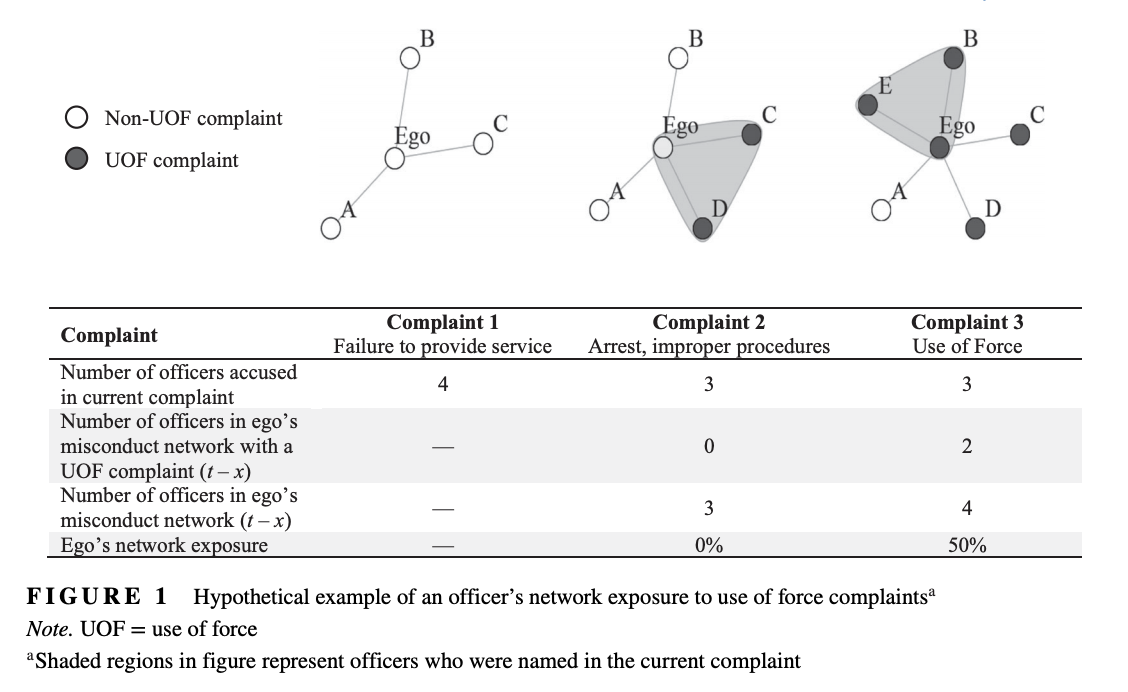 B
B
B
E
Non-UOF complaint
C
C
C
Ego
Ego
Ego
UOF complaint
A
A
A
D
D
Complaint 1
Complaint 2
Complaint 3
Complaint
Failure to provide service
Arrest, improper procedures
Use of Force
Number of officers accused
in current complaint
4
3
3
Number of officers in ego’s
misconduct network with a
UOF complaint (t – x)
—
0
2
Number of officers in ego’s
misconduct network (t – x)
—
3
4
Ego’s network exposure
—
0%
50%
FIGURE 1 Hypothetical example of an officer’s network exposure to use of force complaintsᵃ
Note. UOF = use of force
ᵃShaded regions in figure represent officers who were named in the current complaint